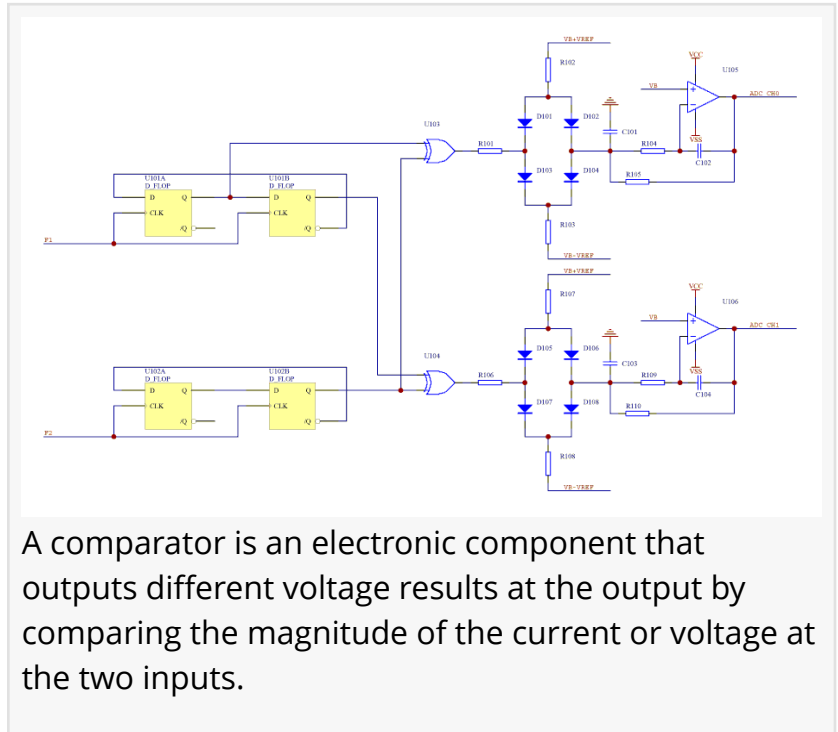 VB+VREF
R102
VCC
U105
VB
ADC CH0
D101
D102
C101
U103
R101
R104
VSS
C102
D103
D104
R105
U101A
D_FLOP
U101B
D_FLOP
D
Q
D
Q
CLK
CLK
/Q
/Q
F1
R103
VB-VREF
VB+VREF
R107
VCC
U106
VB
ADC CH1
U104
D105
D106
C103
R106
R109
VSS
C104
D107
D108
R110
U102A
D_FLOP
U102B
D_FLOP
D
Q
D
Q
CLK
CLK
/Q
/Q
F2
R108
VB-VREF
A comparator is an electronic component that
outputs different voltage results at the output by
comparing the magnitude of the current or voltage at
the two inputs.